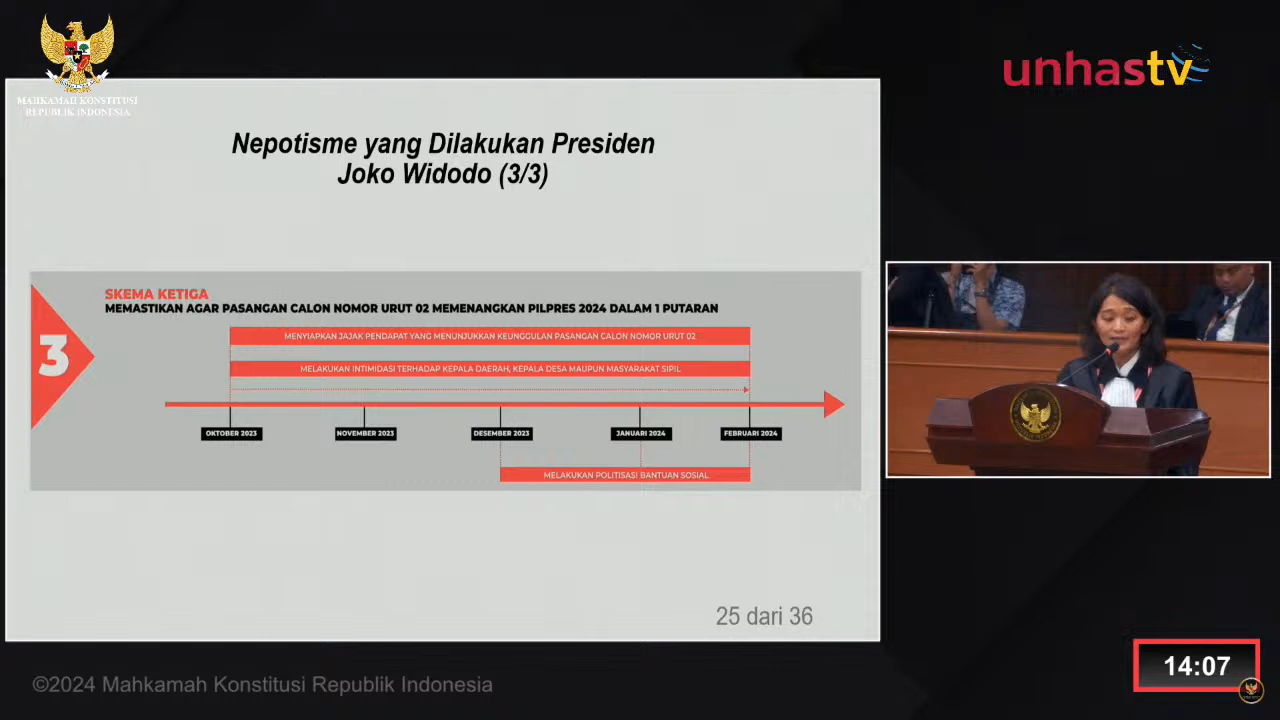 MAHKAMAH KONSTITUSI
REPUBLIK INDONESIA
unhastv
Nepotisme yang Dilakukan Presiden
Joko Widodo (3/3)
3
SKEMA KETIGA
MEMASTIKAN AGAR PASANGAN CALON NOMOR URUT 02 MEMENANGKAN PILPRES 2024 DALAM 1 PUTARAN
MENYIAPKAN JAJAK PENDAPAT YANG MENUNJUKKAN KEUNGGULAN PASANGAN CALON NOMOR URUT 02
MELAKUKAN INTIMIDASI TERHADAP KEPALA DAERAH, KEPALA DESA MAUPUN MASYARAKAT SIPIL
OKTOBER 2023
NOVEMBER 2023
DESEMBER 2023
JANUARI 2024
FEBRUARI 2024
MELAKUKAN POLITISASI BANTUAN SOSIAL
25 dari 36
14:07
©2024 Mahkamah Konstitusi Republik Indonesia